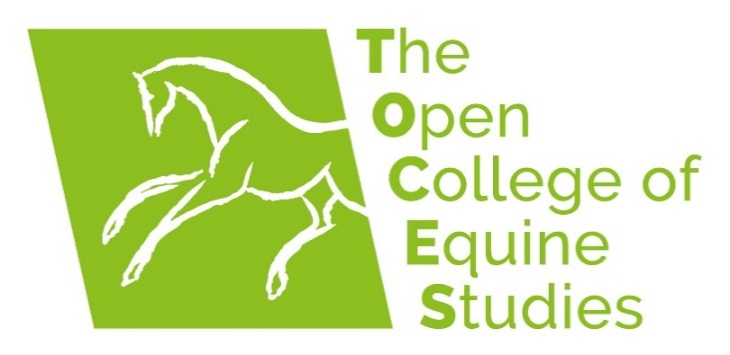 The
Open
College of
Equine
Studies